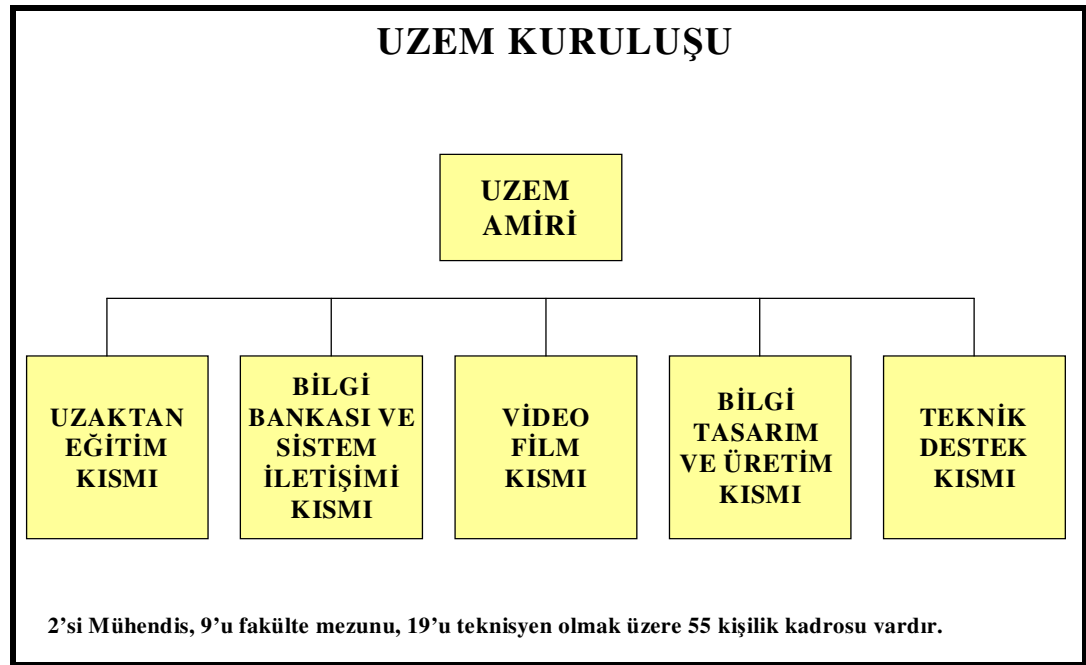 UZEM KURULUŞU
UZEM
AMİRİ
UZAKTAN
EĞİTİM
KISMI
BİLGİ
BANKASI VE
SİSTEM
İLETİŞİMİ
KISMI
VİDEO
FİLM
KISMI
BİLGİ
TASARIM
VE ÜRETİM
KISMI
TEKNİK
DESTEK
KISMI
2’si Mühendis, 9’u fakülte mezunu, 19’u teknisyen olmak üzere 55 kişilik kadrosu vardır.